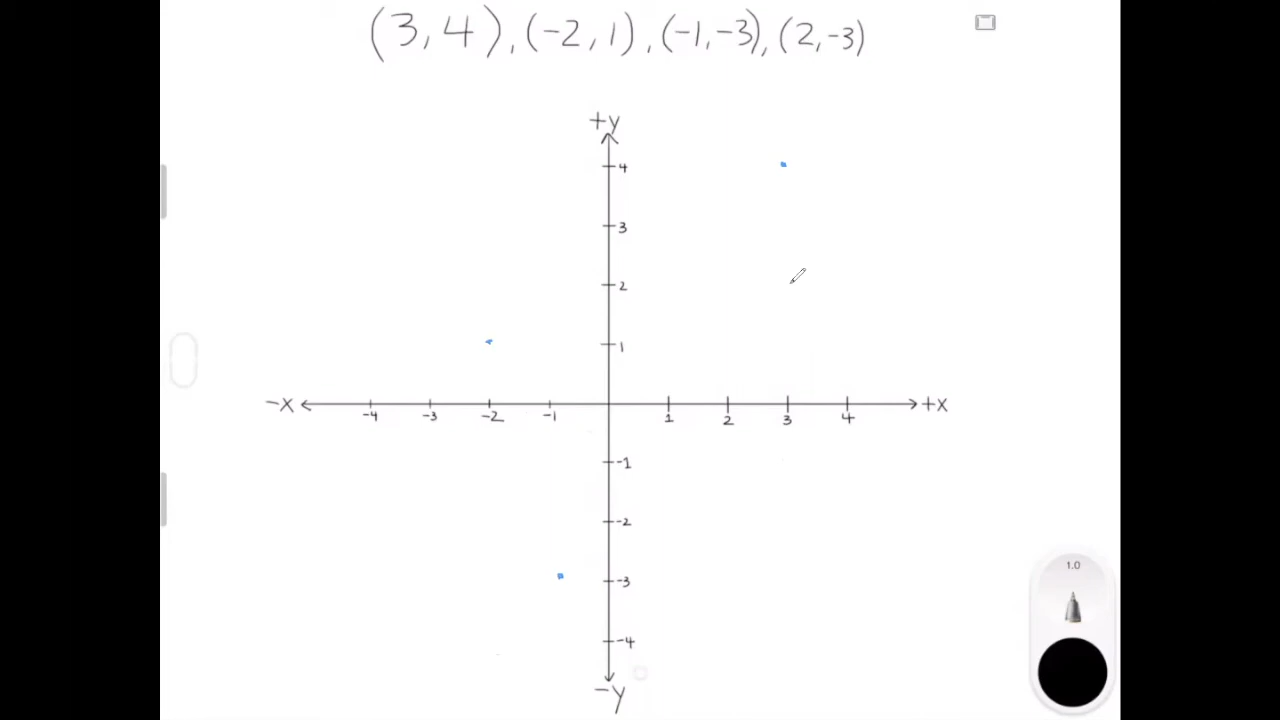 (3,4), (-2,1), (-1,-3), (2,-3)
+y
4
3
2
1
-x -4 -3 -2 -1 1 2 3 4 +x
-1
-2
-3
-4
-y
1.0